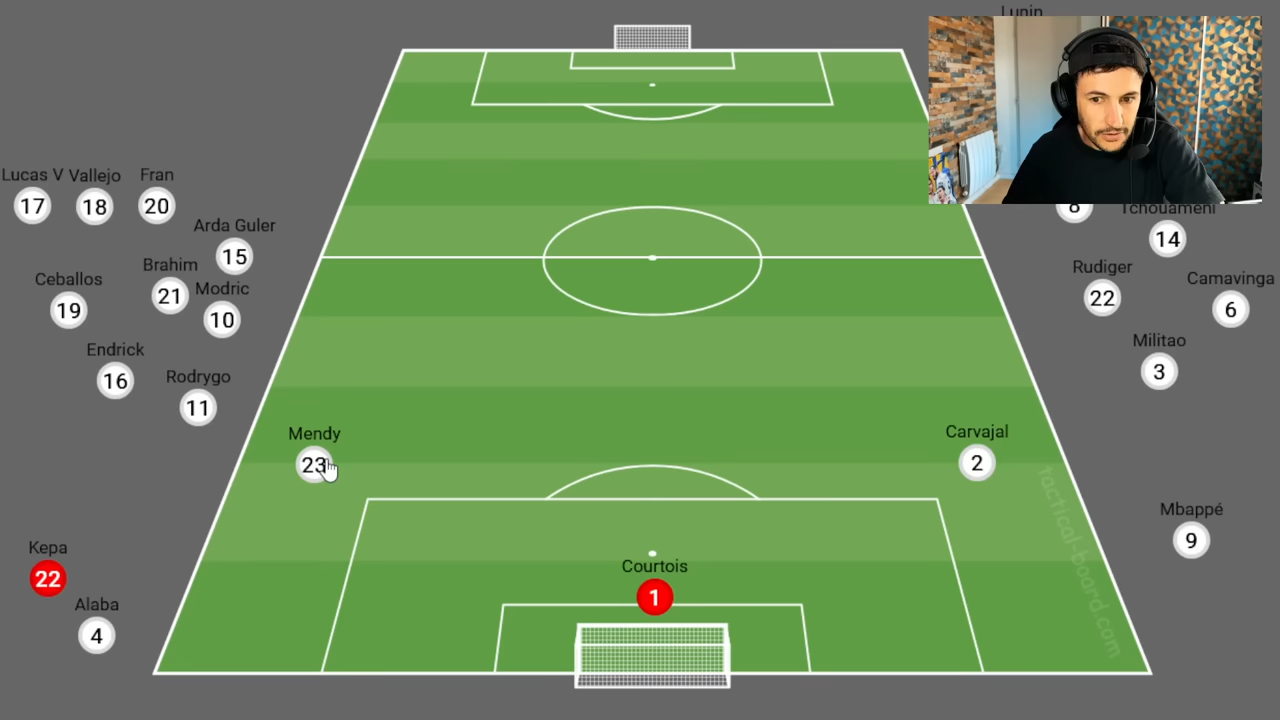 Lunin
Lucas V
17
Vallejo
18
Fran
20
Arda Guler
15
8
Tchouameni
14
Brahim
21
Ceballos
19
Modric
10
Rudiger
22
Camavinga
6
Endrick
16
Rodrygo
11
Militao
3
Mendy
23
Carvajal
2
tactical-board.com
Mbappé
9
Kepa
22
Courtois
1
Alaba
4